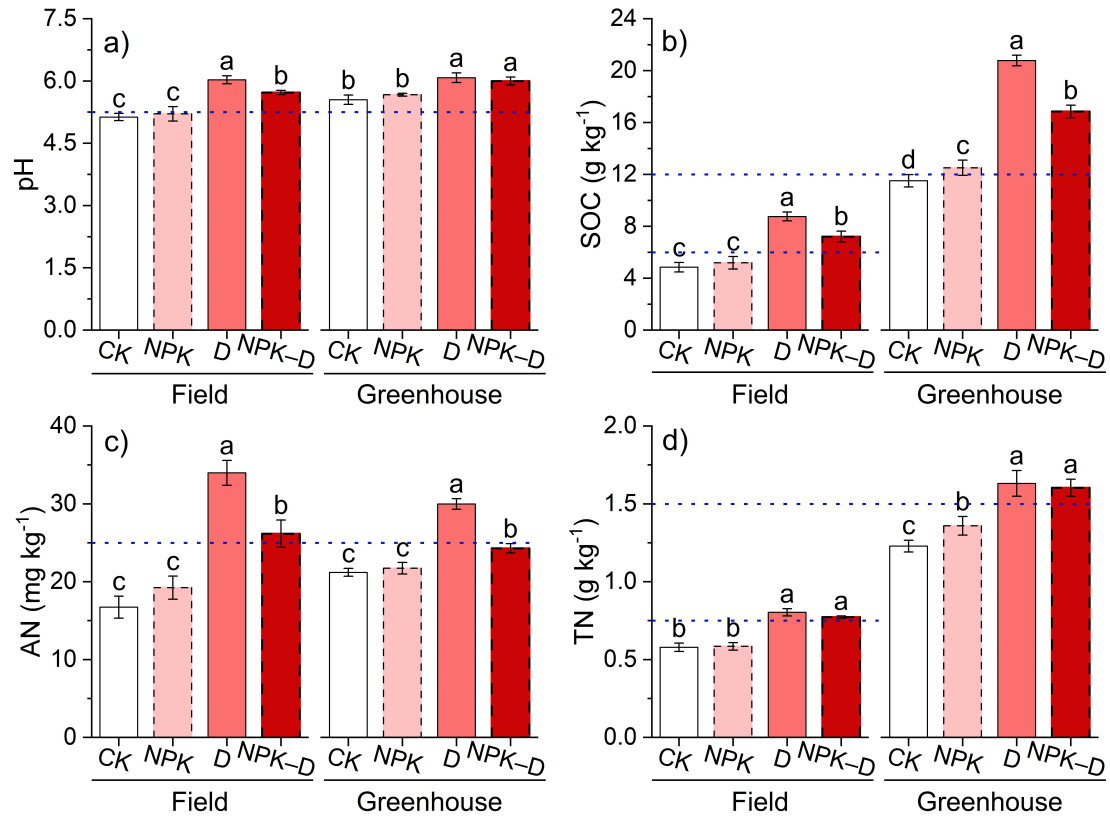 a)
pH
7.5
6.0
4.5
3.0
1.5
0.0
c
c
a
b
b
b
a
a
CK
NPK
D
NPK–D
CK
NPK
D
NPK–D
Field
Greenhouse
b)
SOC (g kg⁻¹)
24
20
16
12
8
4
0
c
c
a
b
d
c
a
b
CK
NPK
D
NPK–D
CK
NPK
D
NPK–D
Field
Greenhouse
c)
AN (mg kg⁻¹)
40
30
20
10
0
c
c
a
b
c
c
a
b
CK
NPK
D
NPK–D
CK
NPK
D
NPK–D
Field
Greenhouse
d)
TN (g kg⁻¹)
2.0
1.5
1.0
0.5
0.0
b
b
a
a
c
b
a
a
CK
NPK
D
NPK–D
CK
NPK
D
NPK–D
Field
Greenhouse